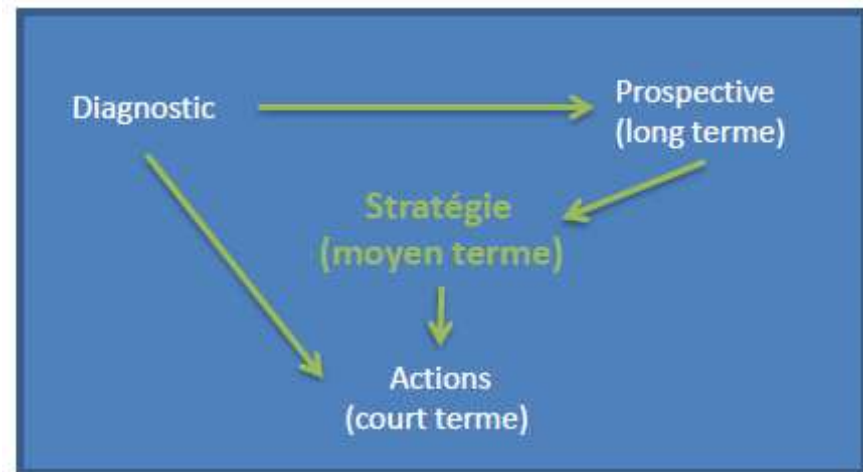 Diagnostic
Prospective
(long terme)
Stratégie
(moyen terme)
Actions
(court terme)